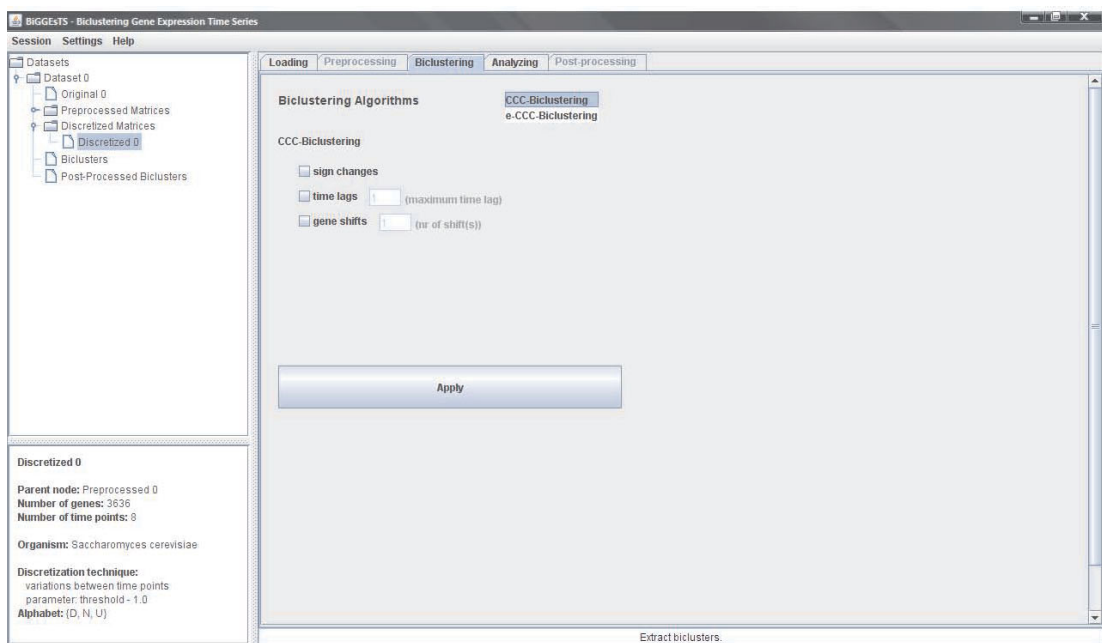 BiGGEsTS - Biclustering Gene Expression Time Series
Session Settings Help
Datasets
Dataset 0
Original 0
Preprocessed Matrices
Discretized Matrices
Discretized 0
Biclusters
Post-Processed Biclusters
Discretized 0
Parent node: Preprocessed 0
Number of genes: 3636
Number of time points: 8
Organism: Saccharomyces cerevisiae
Discretization technique:
variations between time points
parameter: threshold - 1.0
Alphabet: {D, N, U}
Loading Preprocessing Biclustering Analyzing Post-processing
Biclustering Algorithms
CCC-Biclustering
e-CCC-Biclustering
CCC-Biclustering
sign changes
time lags 1 (maximum time lag)
gene shifts 1 (nr of shift(s))
Apply
Extract biclusters.